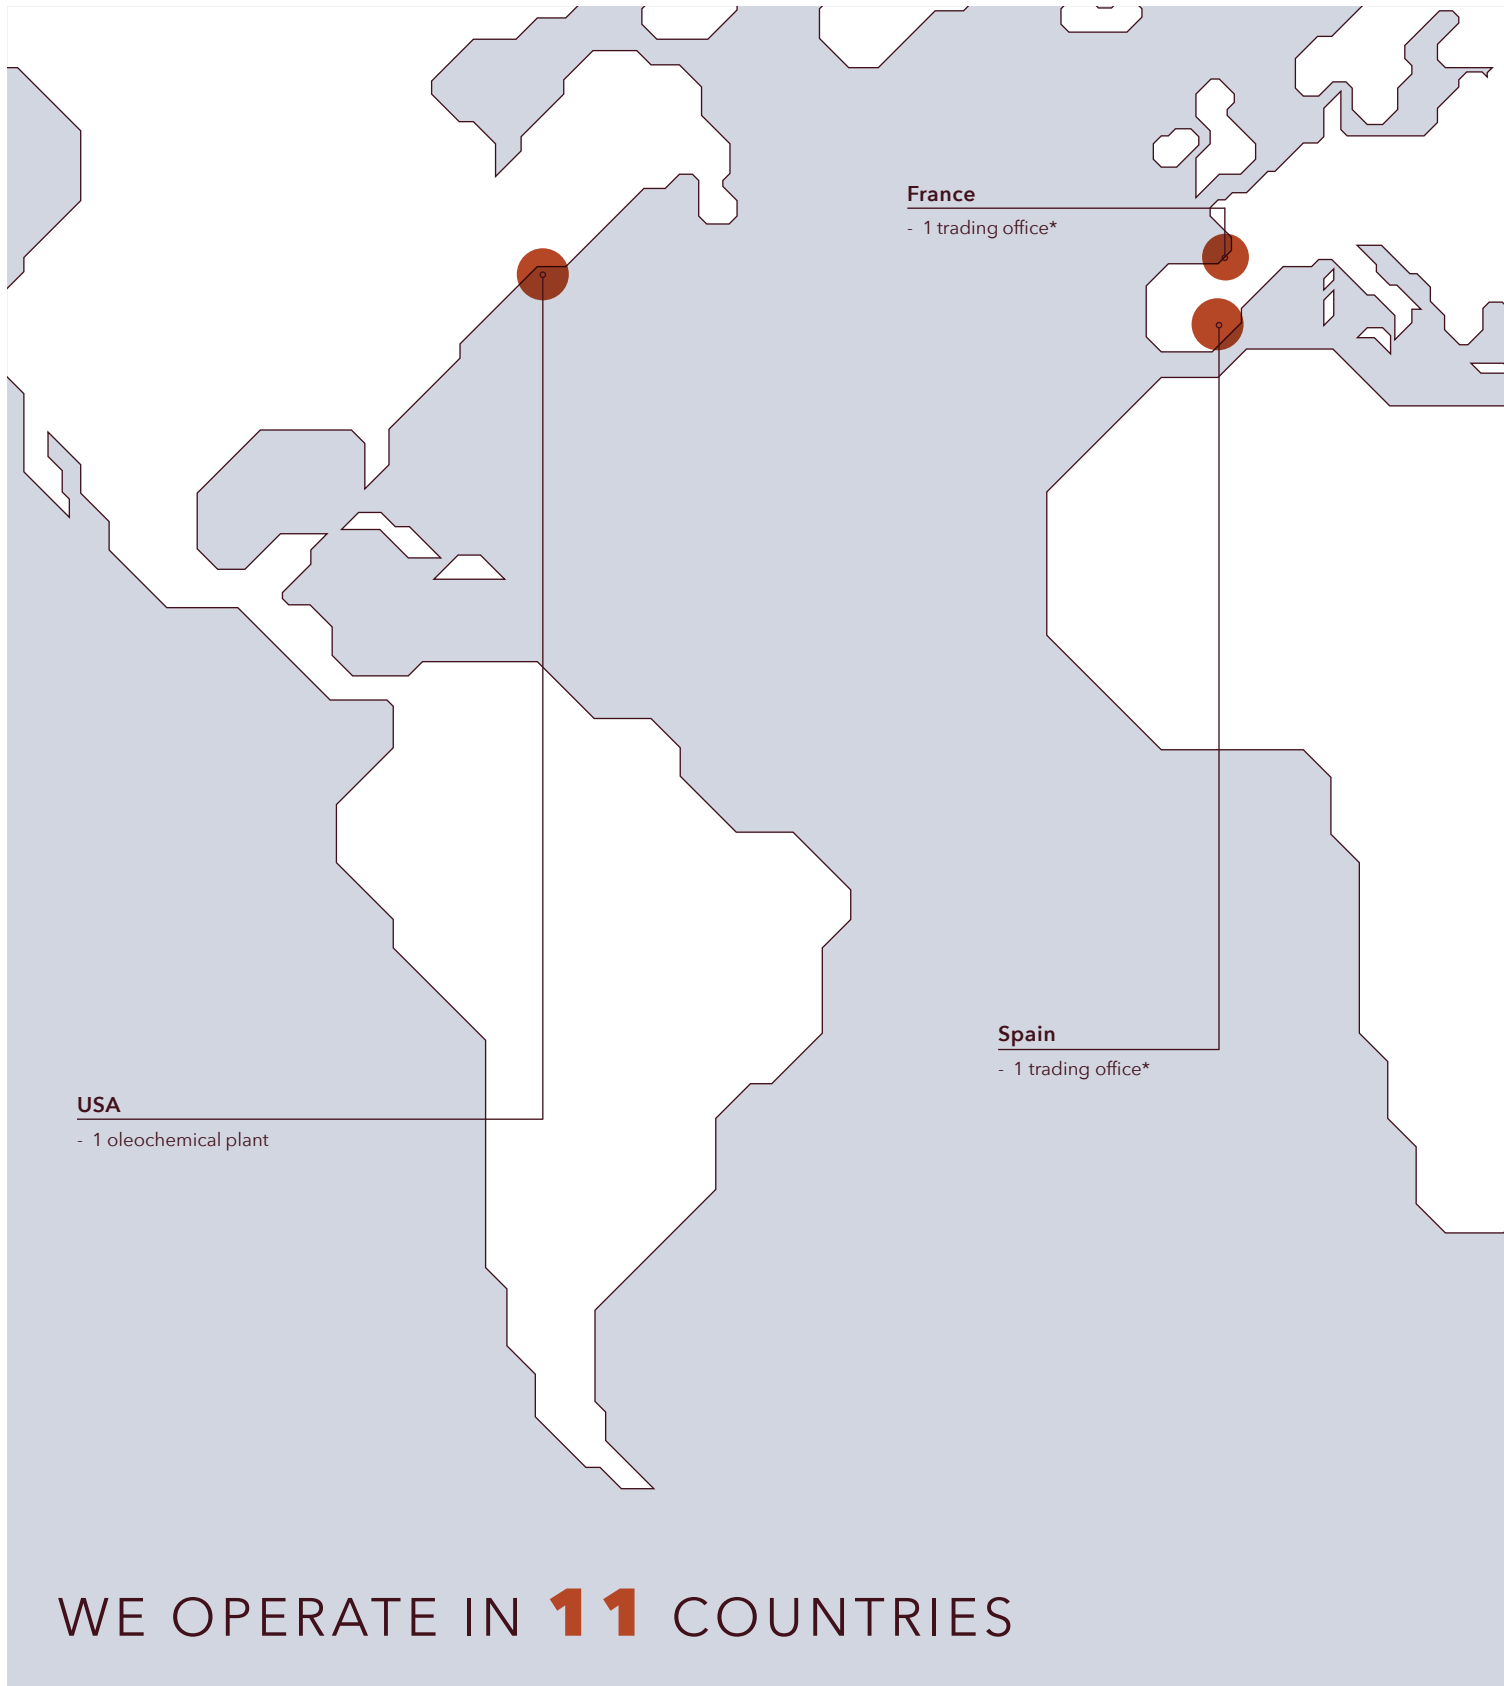 France
- 1 trading office*
Spain
- 1 trading office*
USA
- 1 oleochemical plant
WE OPERATE IN 11 COUNTRIES